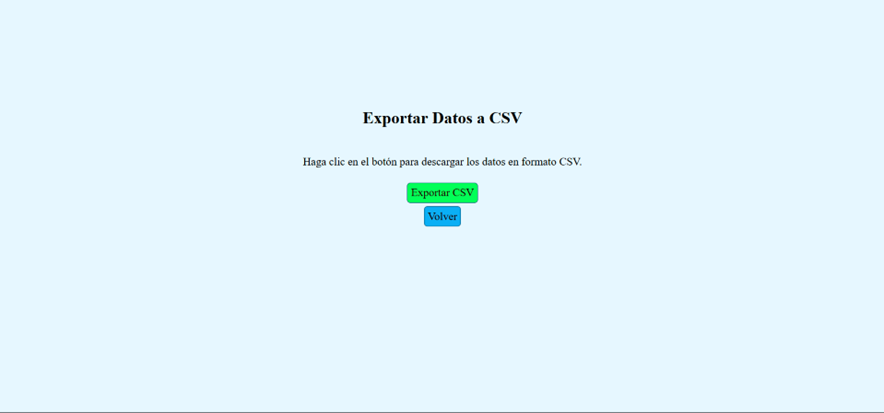 Exportar Datos a CSV
Haga clic en el botón para descargar los datos en formato CSV.
Exportar CSV
Volver